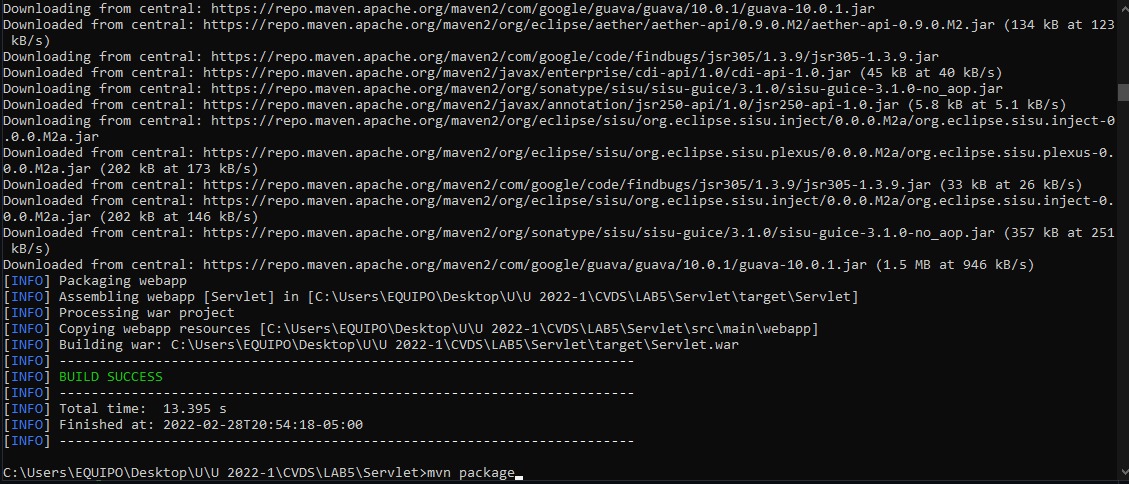 Downloading from central: https://repo.maven.apache.org/maven2/com/google/guava/guava/10.0.1/guava-10.0.1.jar
Downloaded from central: https://repo.maven.apache.org/maven2/org/eclipse/aether/aether-api/0.9.0.M2/aether-api-0.9.0.M2.jar (134 kB at 123
 kB/s)
Downloading from central: https://repo.maven.apache.org/maven2/com/google/code/findbugs/jsr305/1.3.9/jsr305-1.3.9.jar
Downloaded from central: https://repo.maven.apache.org/maven2/javax/enterprise/cdi-api/1.0/cdi-api-1.0.jar (45 kB at 40 kB/s)
Downloading from central: https://repo.maven.apache.org/maven2/org/sonatype/sisu/sisu-guice/3.1.0/sisu-guice-3.1.0-no_aop.jar
Downloaded from central: https://repo.maven.apache.org/maven2/javax/annotation/jsr250-api/1.0/jsr250-api-1.0.jar (5.8 kB at 5.1 kB/s)
Downloading from central: https://repo.maven.apache.org/maven2/org/eclipse/sisu/org.eclipse.sisu.inject/0.0.0.M2a/org.eclipse.sisu.inject-0
.0.0.M2a.jar
Downloaded from central: https://repo.maven.apache.org/maven2/org/eclipse/sisu/org.eclipse.sisu.plexus/0.0.0.M2a/org.eclipse.sisu.plexus-0.
0.0.M2a.jar (202 kB at 173 kB/s)
Downloaded from central: https://repo.maven.apache.org/maven2/com/google/code/findbugs/jsr305/1.3.9/jsr305-1.3.9.jar (33 kB at 26 kB/s)
Downloaded from central: https://repo.maven.apache.org/maven2/org/eclipse/sisu/org.eclipse.sisu.inject/0.0.0.M2a/org.eclipse.sisu.inject-0.
0.0.M2a.jar (202 kB at 146 kB/s)
Downloaded from central: https://repo.maven.apache.org/maven2/org/sonatype/sisu/sisu-guice/3.1.0/sisu-guice-3.1.0-no_aop.jar (357 kB at 251
 kB/s)
Downloaded from central: https://repo.maven.apache.org/maven2/com/google/guava/guava/10.0.1/guava-10.0.1.jar (1.5 MB at 946 kB/s)
[INFO] Packaging webapp
[INFO] Assembling webapp [Servlet] in [C:\Users\EQUIPO\Desktop\U\U 2022-1\CVDS\LAB5\Servlet\target\Servlet]
[INFO] Processing war project
[INFO] Copying webapp resources [C:\Users\EQUIPO\Desktop\U\U 2022-1\CVDS\LAB5\Servlet\src\main\webapp]
[INFO] Building war: C:\Users\EQUIPO\Desktop\U\U 2022-1\CVDS\LAB5\Servlet\target\Servlet.war
[INFO] ------------------------------------------------------------------------
[INFO] BUILD SUCCESS
[INFO] ------------------------------------------------------------------------
[INFO] Total time:  13.395 s
[INFO] Finished at: 2022-02-28T20:54:18-05:00
[INFO] ------------------------------------------------------------------------
C:\Users\EQUIPO\Desktop\U\U 2022-1\CVDS\LAB5\Servlet>mvn package